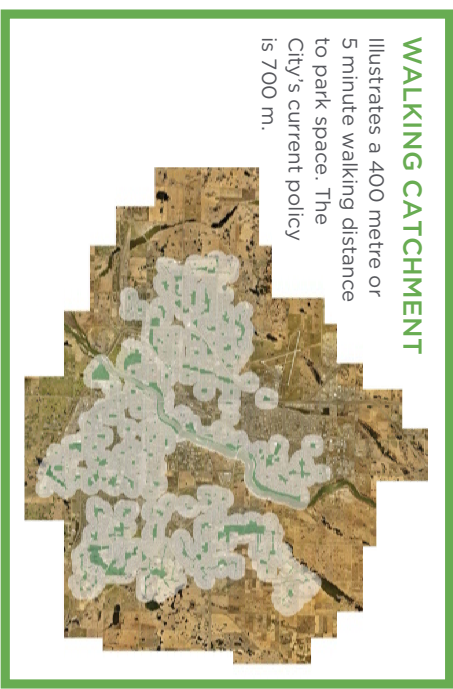 WALKING CATCHMENT
Illustrates a 400 metre or
5 minute walking distance
to park space. The
City’s current policy
is 700 m.